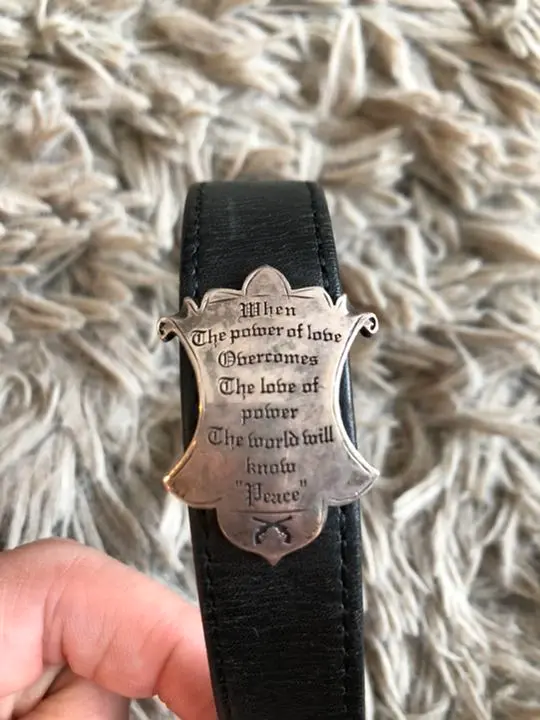 When
The power of love
Overcomes
The love of
power
The world will
know
"Peace"